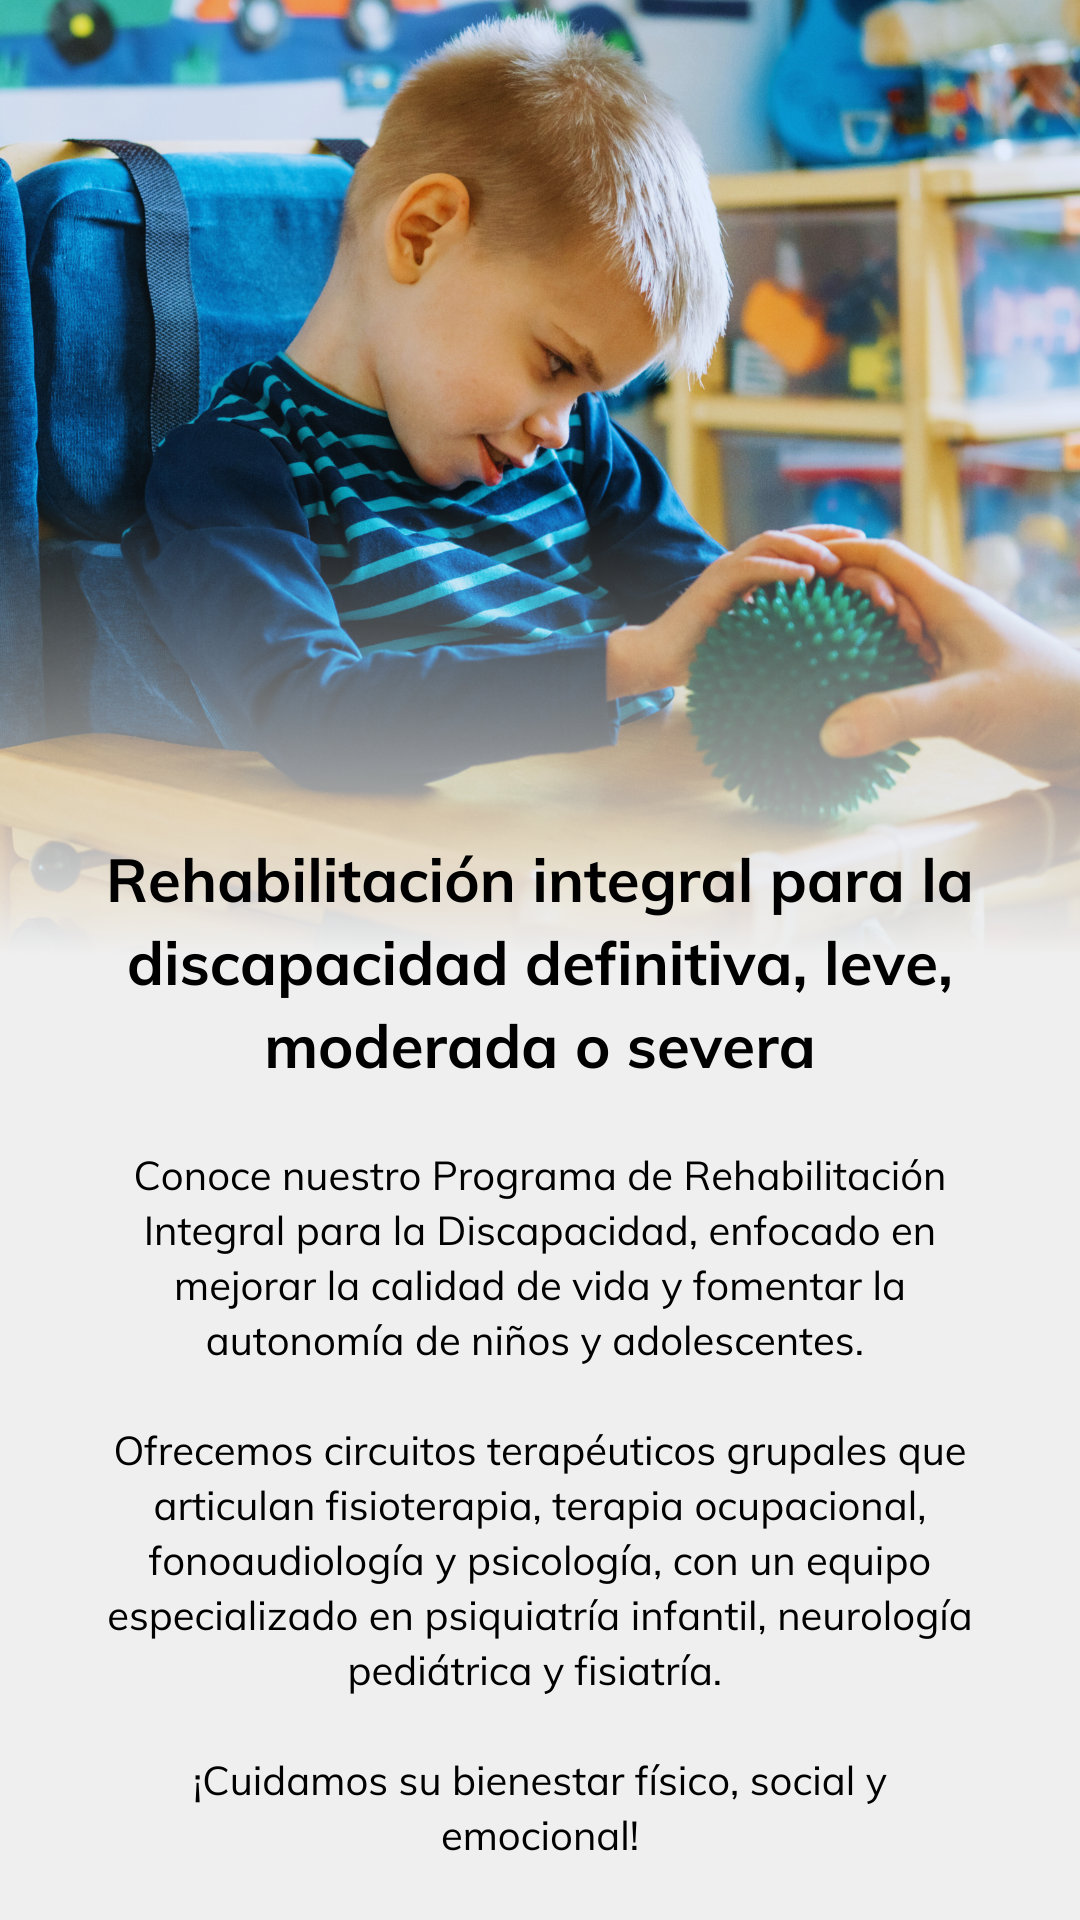 Rehabilitación integral para la
discapacidad definitiva, leve,
moderada o severa
Conoce nuestro Programa de Rehabilitación
Integral para la Discapacidad, enfocado en
mejorar la calidad de vida y fomentar la
autonomía de niños y adolescentes.
Ofrecemos circuitos terapéuticos grupales que
articulan fisioterapia, terapia ocupacional,
fonoaudiología y psicología, con un equipo
especializado en psiquiatría infantil, neurología
pediátrica y fisiatría.
¡Cuidamos su bienestar físico, social y
emocional!